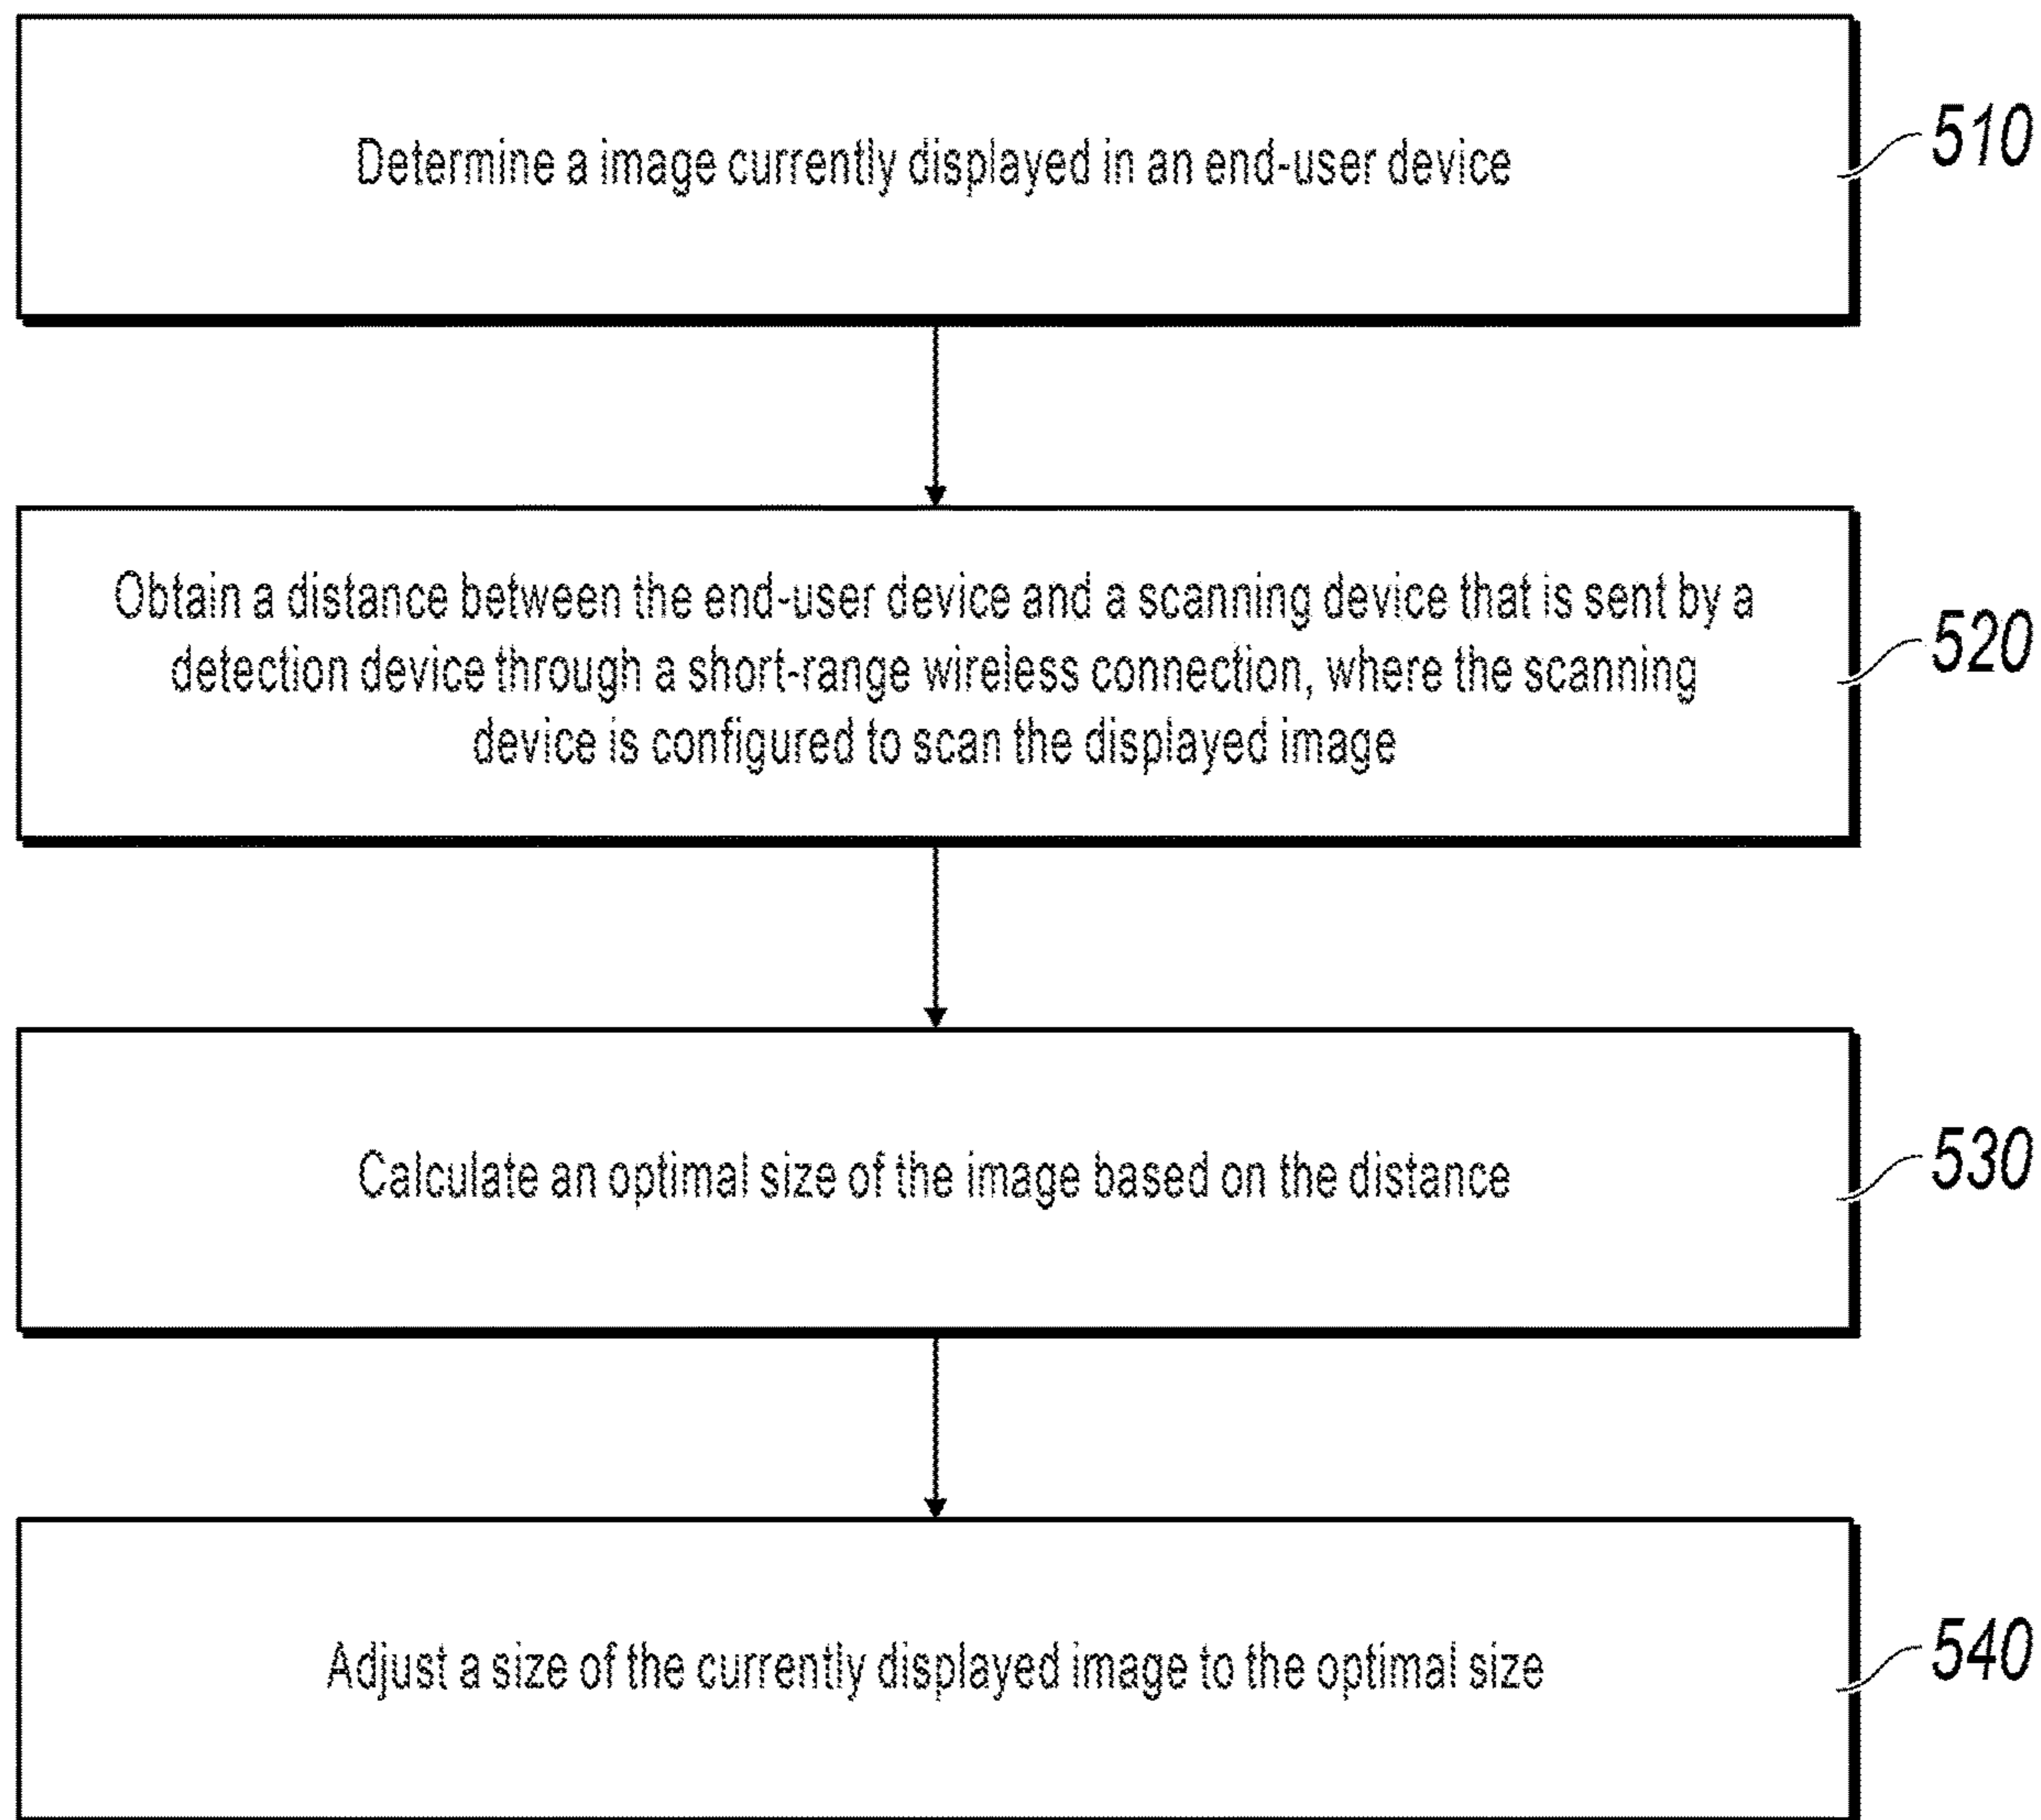 Determine a image currently displayed in an end-user device
510
Obtain a distance between the end-user device and a scanning device that is sent by a
detection device through a short-range wireless connection, where the scanning
device is configured to scan the displayed image
520
Calculate an optimal size of the image based on the distance
530
Adjust a size of the currently displayed image to the optimal size
540